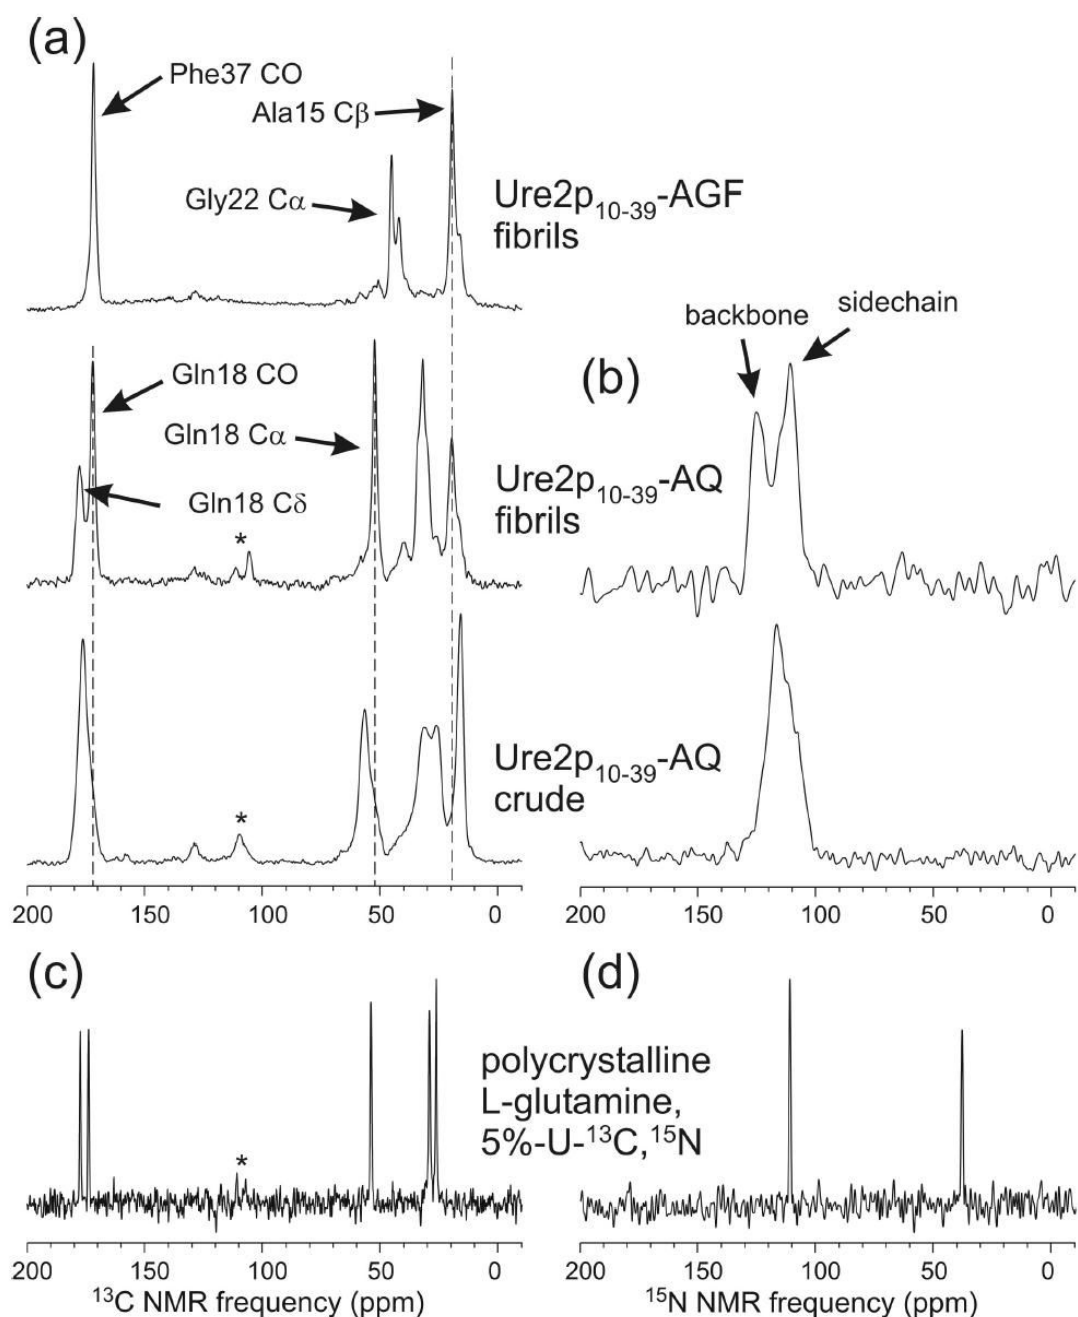 (a)
Phe37 CO
Ala15 Cβ
Gly22 Cα
Ure2p10-39-AGF
fibrils
backbone
sidechain
(b)
Gln18 CO
Gln18 Cα
Gln18 Cδ
*
Ure2p10-39-AQ
fibrils
*
Ure2p10-39-AQ
crude
200 150 100 50 0
200 150 100 50 0
(c)
(d)
*
polycrystalline
L-glutamine,
5%-U-¹³C,¹⁵N
200 150 100 50 0
200 150 100 50 0
¹³C NMR frequency (ppm)
¹⁵N NMR frequency (ppm)